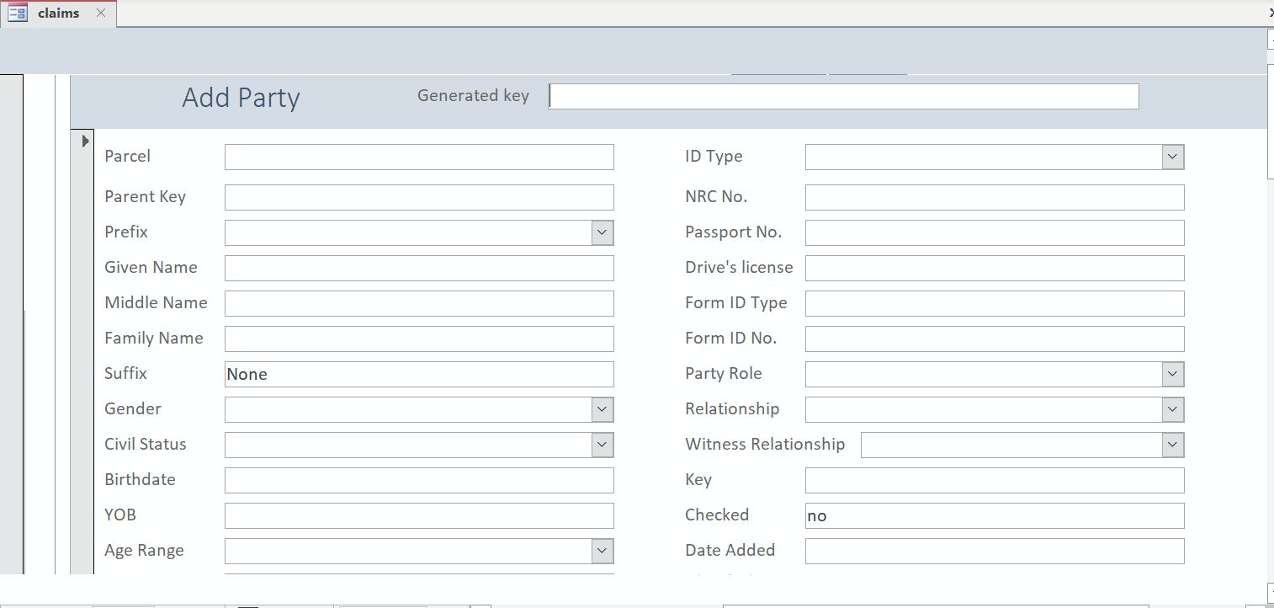 claims
Add Party
Generated key
Parcel
ID Type
Parent Key
NRC No.
Prefix
Passport No.
Given Name
Drive's license
Middle Name
Form ID Type
Family Name
Form ID No.
Suffix None
Party Role
Gender
Relationship
Civil Status
Witness Relationship
Birthdate
Key
YOB
Checked no
Age Range
Date Added